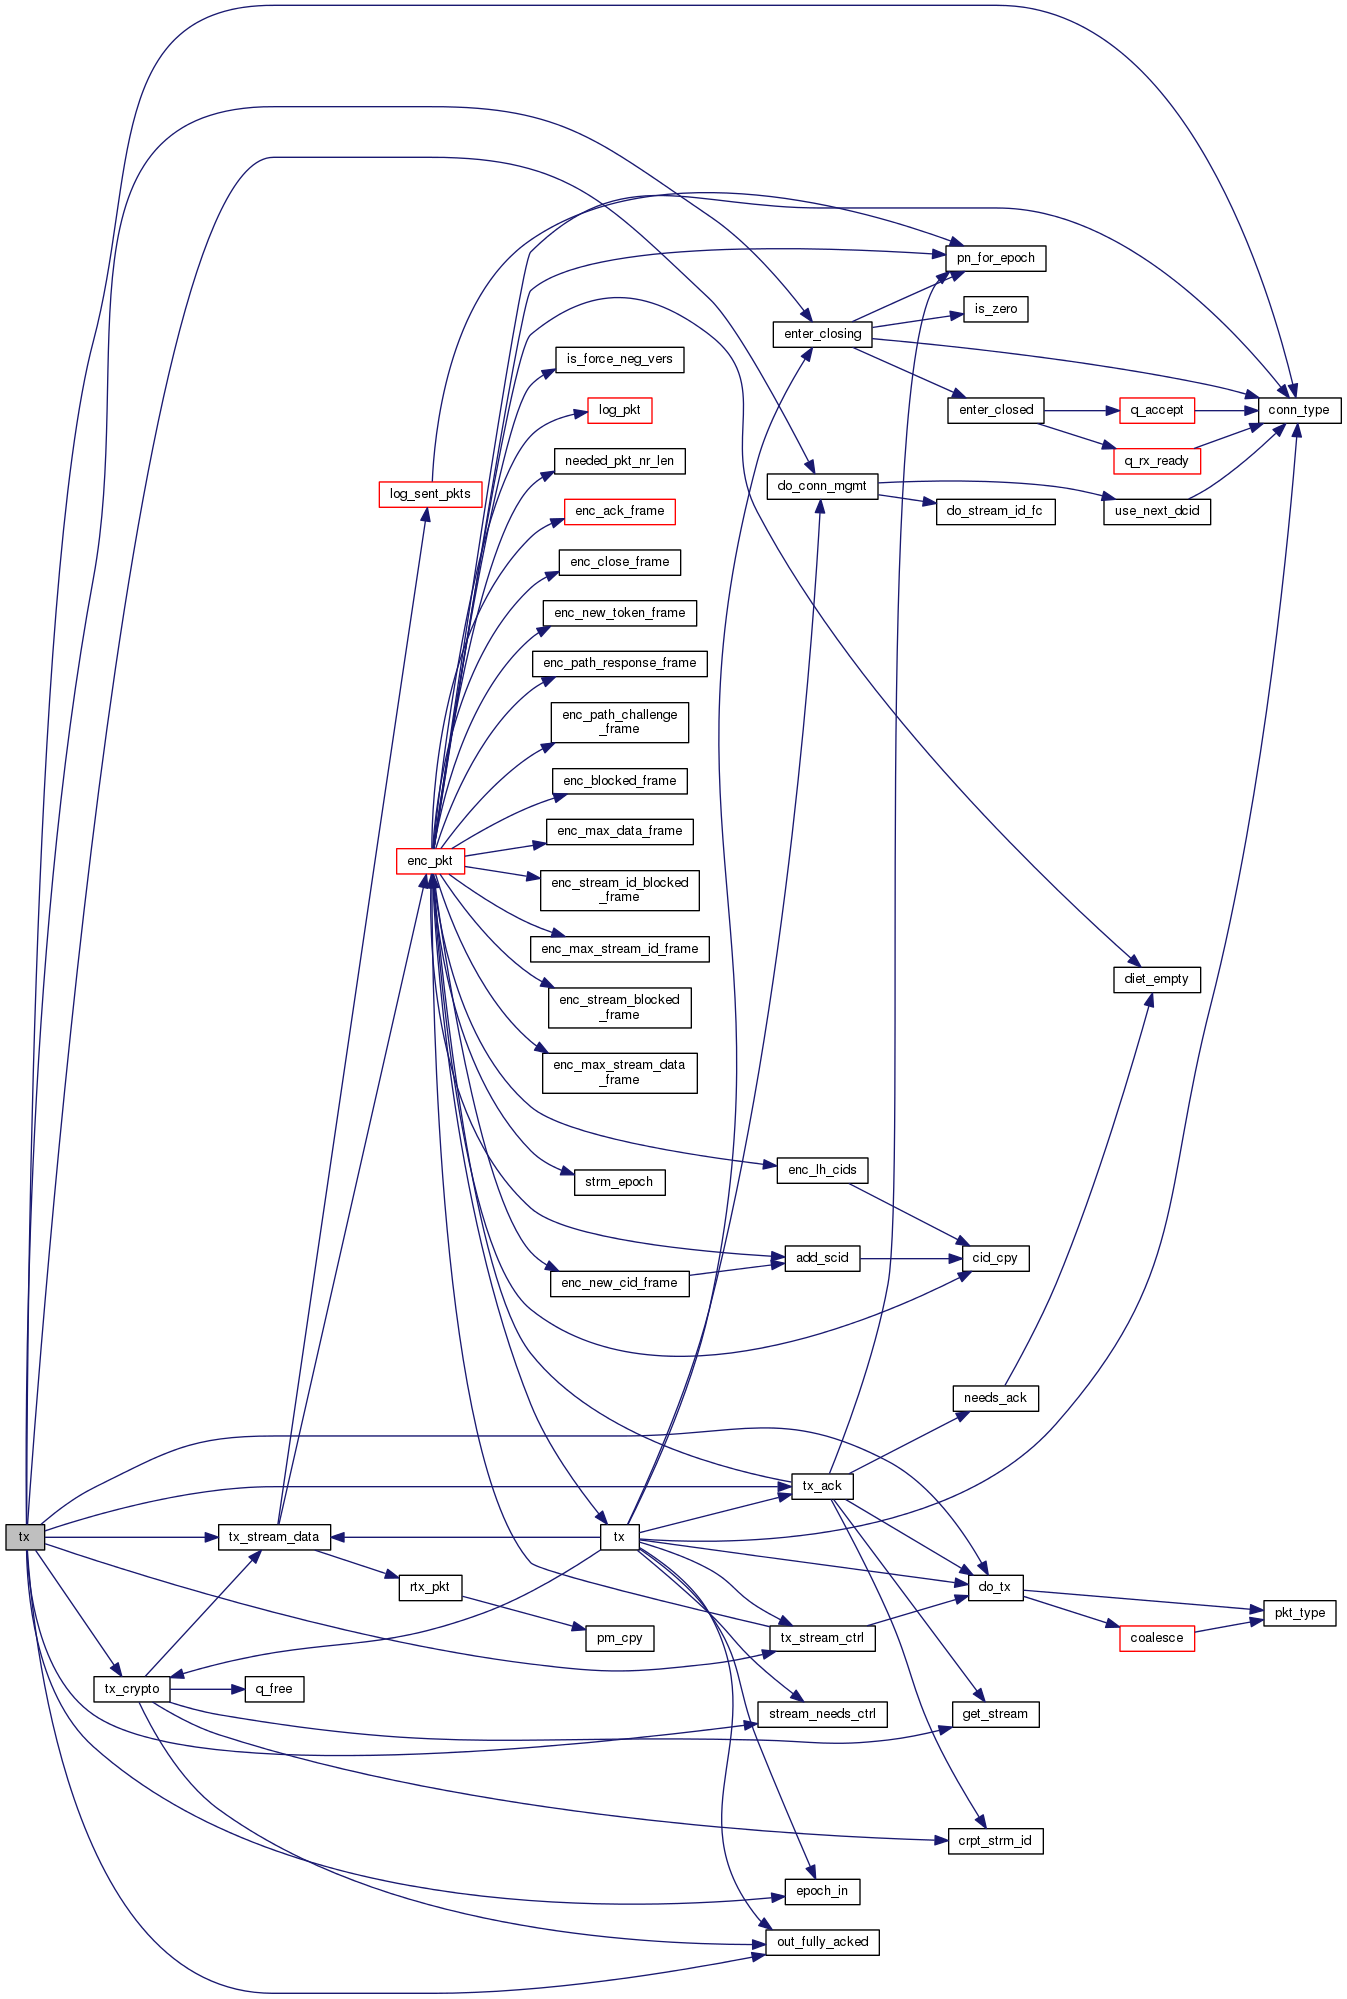 pn_for_epoch
is_zero
enter_closing
is_force_neg_vers
log_pkt
enter_closed
q_accept
conn_type
needed_pkt_nr_len
q_rx_ready
log_sent_pkts
do_conn_mgmt
enc_ack_frame
do_stream_id_fc
use_next_dcid
enc_close_frame
enc_new_token_frame
enc_path_response_frame
enc_path_challenge
_frame
enc_blocked_frame
enc_max_data_frame
enc_pkt
enc_stream_id_blocked
_frame
enc_max_stream_id_frame
diet_empty
enc_stream_blocked
_frame
enc_max_stream_data
_frame
enc_lh_cids
strm_epoch
add_scid
cid_cpy
enc_new_cid_frame
needs_ack
tx_ack
tx
tx_stream_data
tx
rtx_pkt
do_tx
pkt_type
pm_cpy
tx_stream_ctrl
coalesce
tx_crypto
q_free
stream_needs_ctrl
get_stream
crpt_strm_id
epoch_in
out_fully_acked